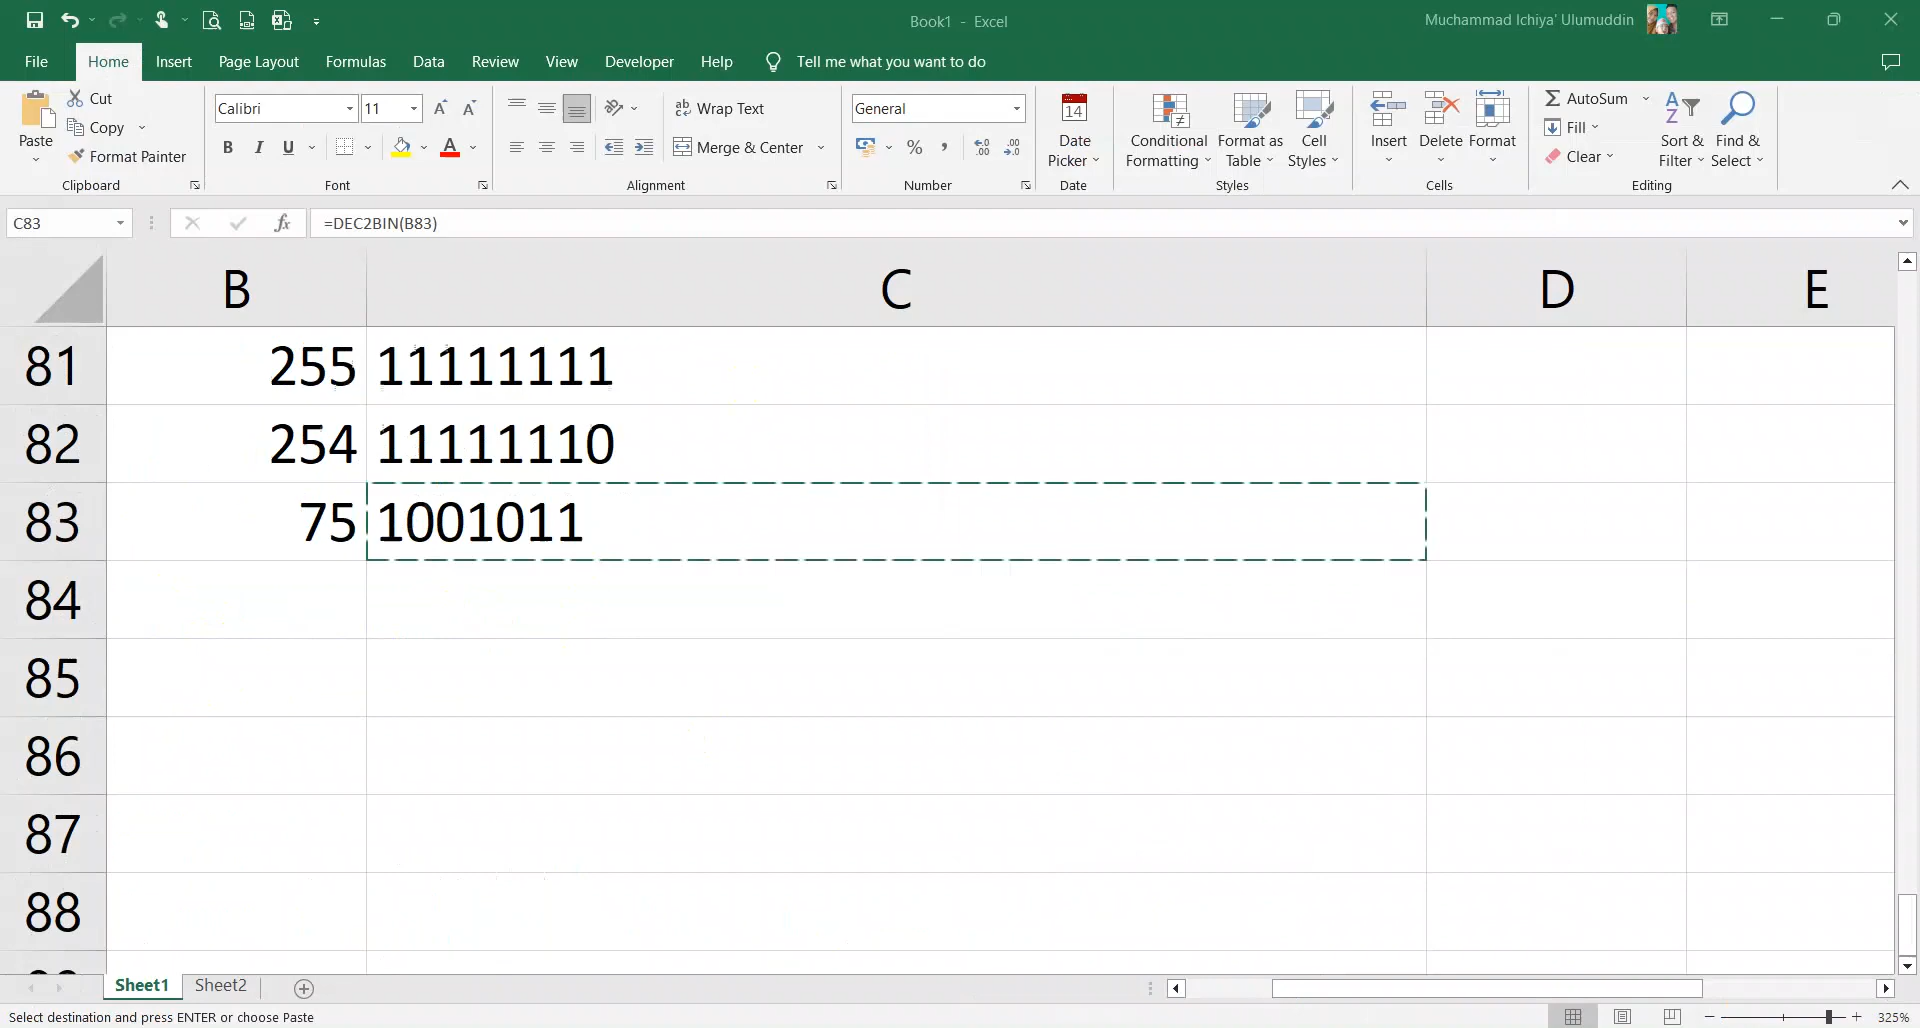 Book1 - Excel
Muchammad Ichiya' Ulumuddin
File Home Insert Page Layout Formulas Data Review View Developer Help Tell me what you want to do
Cut
Copy
Format Painter
Paste
Clipboard
Calibri 11
B I U
Font
Wrap Text
Merge & Center
Alignment
General
% ,
Number
14
Date
Picker
Date
Conditional
Formatting
Format as
Table
Cell
Styles
Styles
Insert Delete Format
Cells
AutoSum
Fill
Clear
Sort &
Filter
Find &
Select
Editing
C83 fx =DEC2BIN(B83)
B C D E
81 255 11111111
82 254 11111110
83 75 1001011
84
85
86
87
88
Sheet1 Sheet2
Select destination and press ENTER or choose Paste
325%